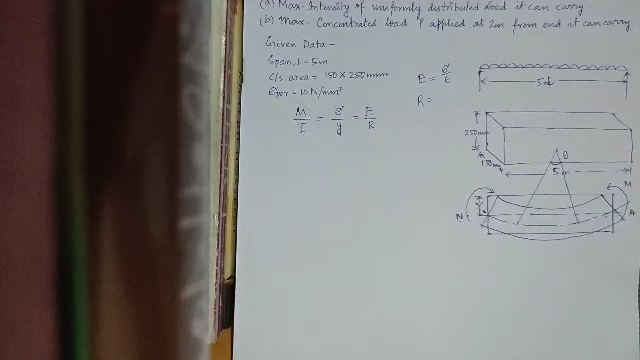 (a) Max. Intensity of uniformly distributed load it can carry.
(b) Max. Concentrated load P applied at 2m from end it can carry
Given Data -
Span, l = 5m
C/s area = 150 × 250 mm
σper = 10 N/mm²
M/I = σ/y = E/R
E = σ/ε
R =
5m
250mm
150mm
θ
5m
M
N
A